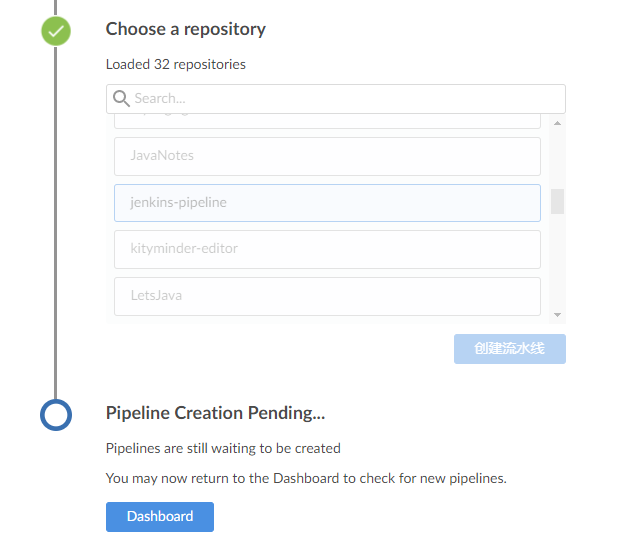 Choose a repository
Loaded 32 repositories
Search...
JavaNotes
jenkins-pipeline
kityminder-editor
LetsJava
创建流水线
Pipeline Creation Pending...
Pipelines are still waiting to be created
You may now return to the Dashboard to check for new pipelines.
Dashboard